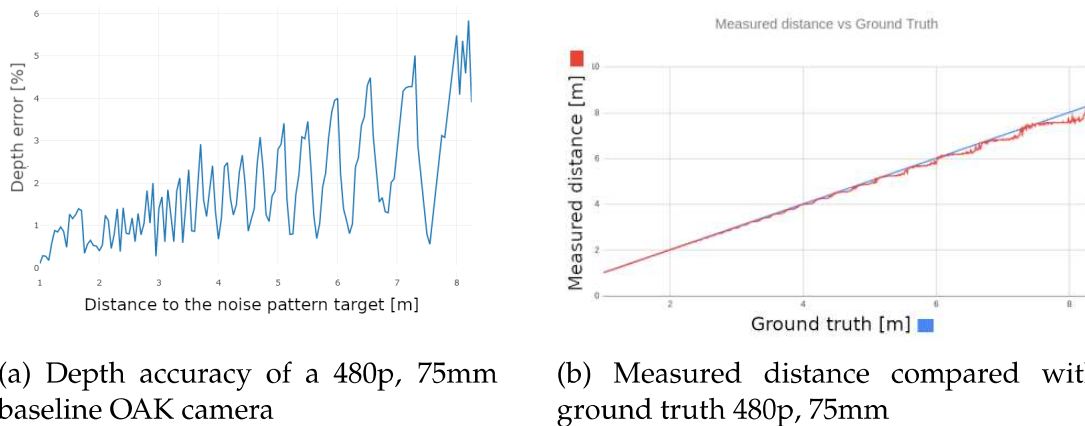 6
5
4
3
2
1
0
Depth error [%]
1 2 3 4 5 6 7 8
Distance to the noise pattern target [m]
(a) Depth accuracy of a 480p, 75mm
baseline OAK camera
Measured distance vs Ground Truth
10
8
6
4
2
0
Measured distance [m]
2 4 6 8
Ground truth [m]
(b) Measured distance compared with
ground truth 480p, 75mm